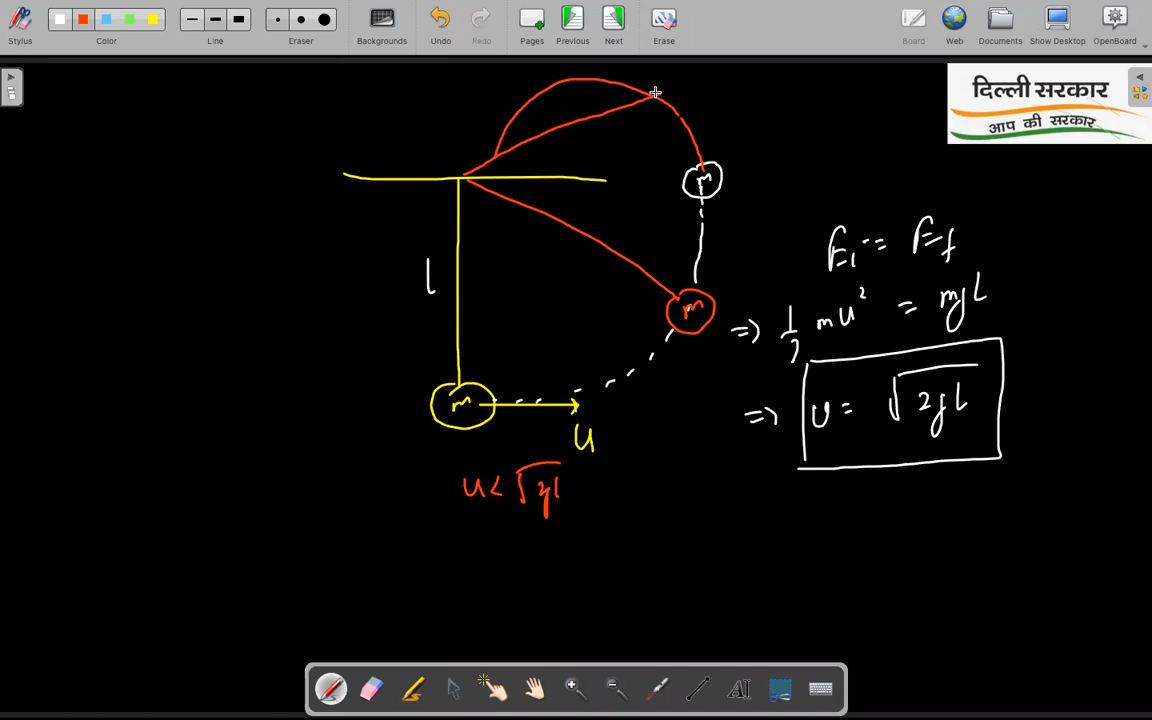 Stylus
Color
Line
Eraser
Backgrounds
Undo
Redo
Pages
Previous
Next
Erase
Board
Web
Documents
Show Desktop
OpenBoard
दिल्ली सरकार
आप की सरकार
m
l
m
m
u
u < √2gl
Ei = Ef
=> 1/2 mu² = mgl
=> u = √2gl